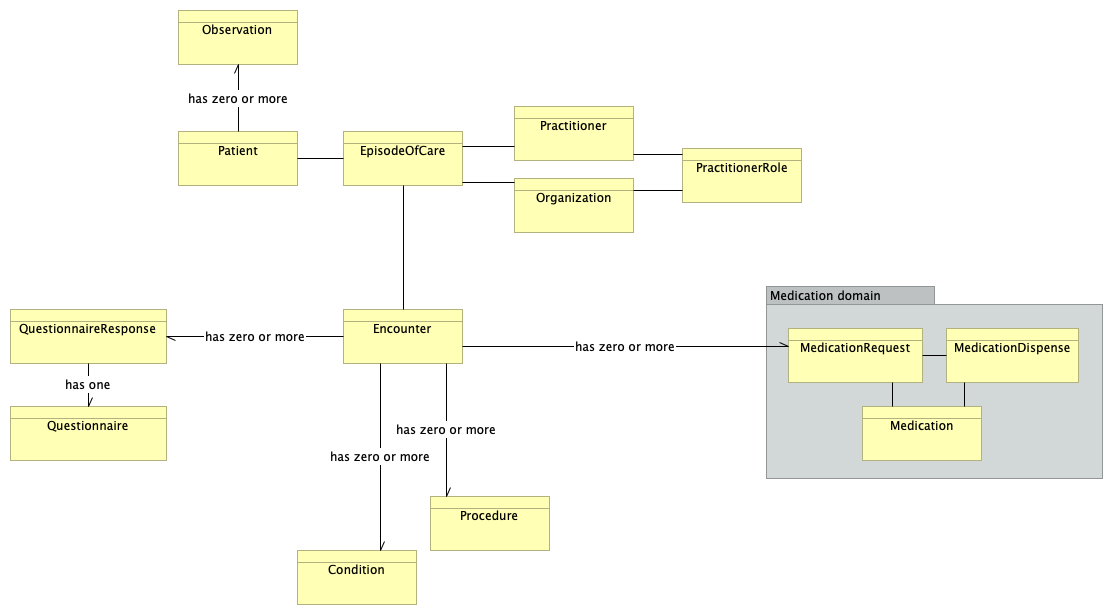 Observation
has zero or more
Patient
EpisodeOfCare
Practitioner
PractitionerRole
Organization
Medication domain
QuestionnaireResponse
has zero or more
Encounter
has zero or more
MedicationRequest
MedicationDispense
has one
Questionnaire
has zero or more
has zero or more
Medication
Procedure
Condition